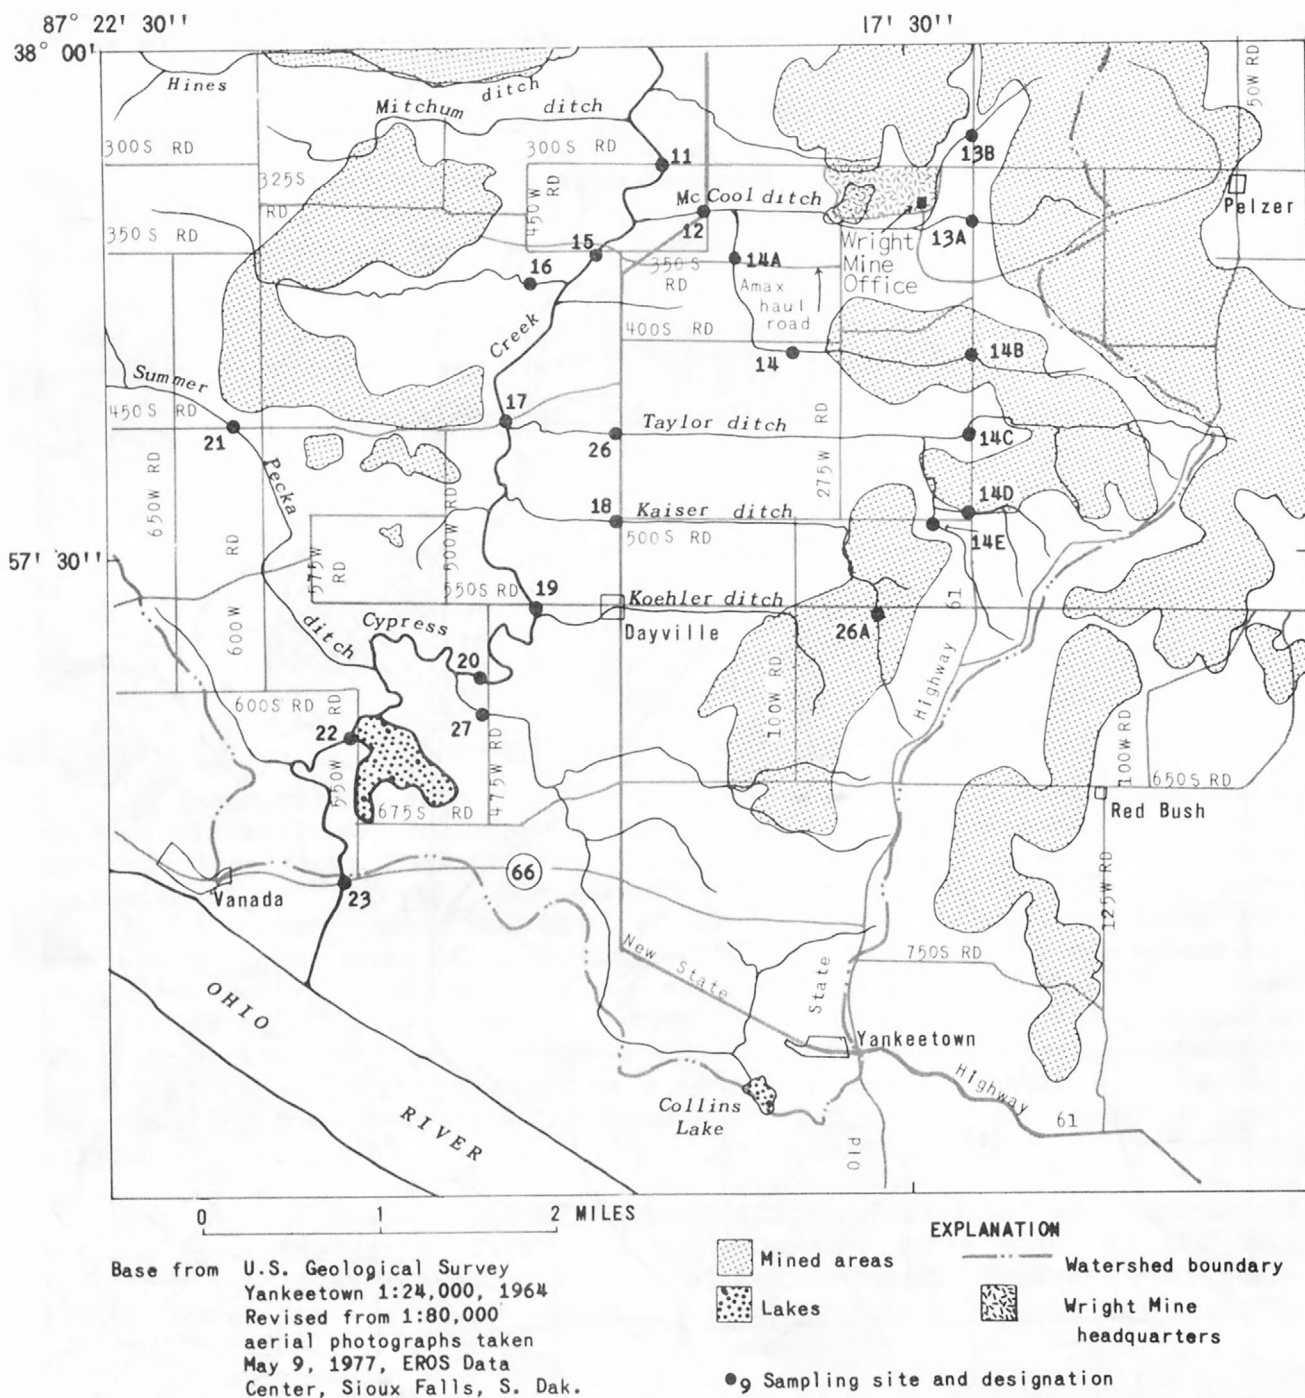 87° 22' 30''
17' 30''
38° 00'
Hines ditch
Mitchum ditch
50W RD
300S RD
300S RD
11
13B
325S
RD
450W RD
Mc Cool ditch
Pelzer
12
13A
350 S RD
15
Wright
Mine
Office
350 S
RD
14A
16
Amax
haul
road
Creek
400S RD
14
14B
Summer
450S RD
17
Taylor ditch
21
26
14C
275W RD
Pecka
650W RD
500W RD
14D
18
Kaiser ditch
500S RD
14E
57' 30''
RD
575W RD
550S RD
19
Koehler ditch
61
Cypress
Dayville
26A
600W
ditch
20
Highway
600S RD
RD
27
22
100W RD
100W RD
550W
475W RD
650S RD
675S RD
Red Bush
66
Vanada
23
125W RD
New State
State
750S RD
OHIO
Yankeetown
Highway
RIVER
Collins
Lake
61
Old
0 2 MILES
EXPLANATION
Mined areas
Watershed boundary
Lakes
Wright Mine
headquarters
9 Sampling site and designation
Base from U.S. Geological Survey
Yankeetown 1:24,000, 1964
Revised from 1:80,000
aerial photographs taken
May 9, 1977, EROS Data
Center, Sioux Falls, S. Dak.